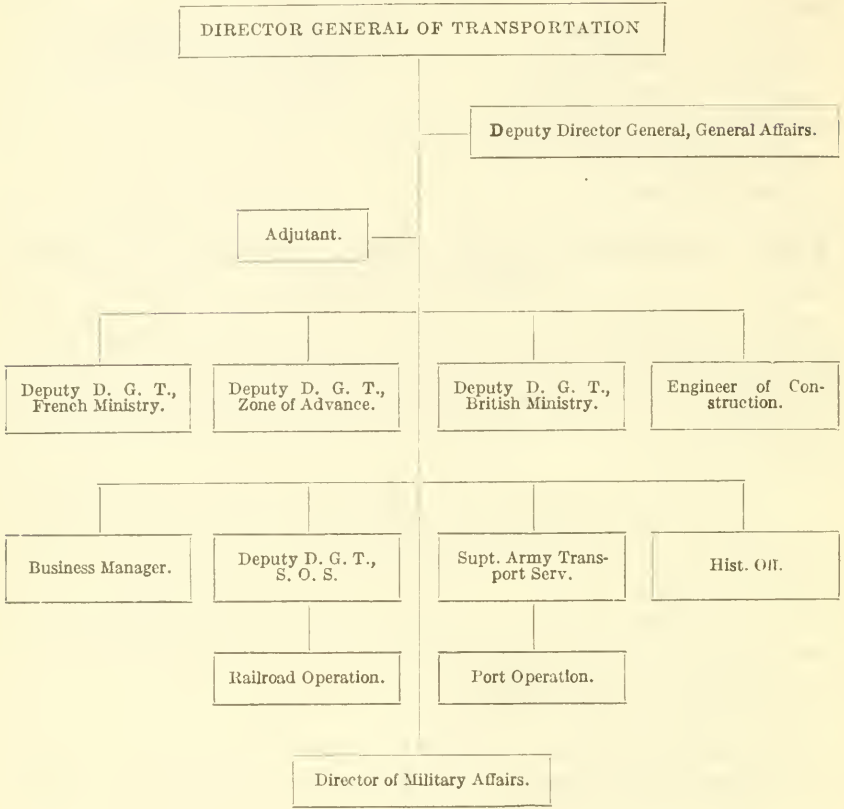 DIRECTOR GENERAL OF TRANSPORTATION
Deputy Director General, General Affairs.
Adjutant.
Deputy D. G. T.,
French Ministry.
Deputy D. G. T.,
Zone of Advance.
Deputy D. G. T.,
British Ministry.
Engineer of Con-
struction.
Business Manager.
Deputy D. G. T.,
S. O. S.
Supt. Army Trans-
port Serv.
Hist. Off.
Railroad Operation.
Port Operation.
Director of Military Affairs.